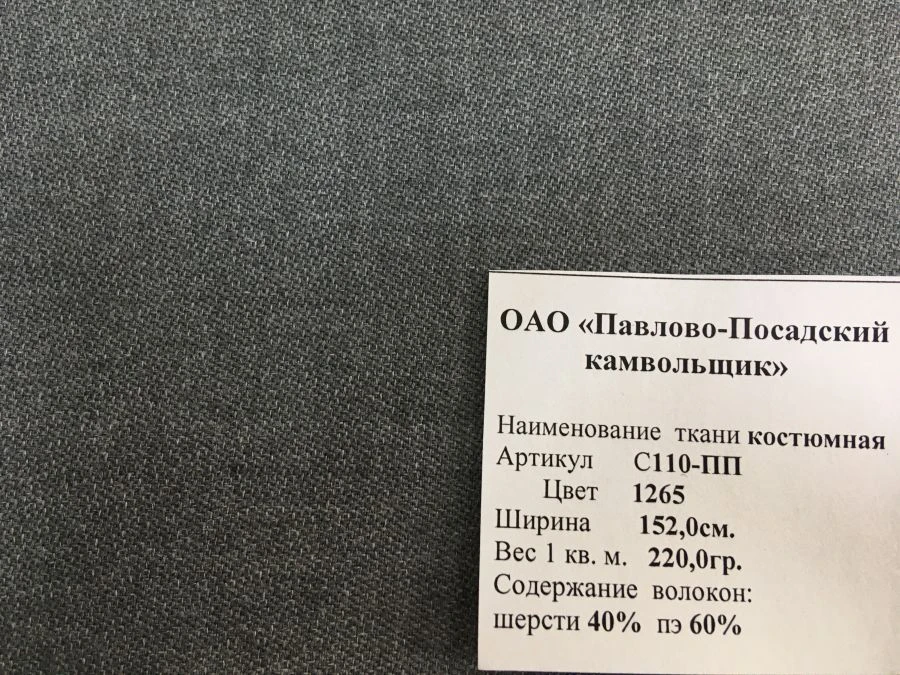 ОАО «Павлово-Посадский
камвольщик»
Наименование ткани костюмная
Артикул С110-ПП
Цвет 1265
Ширина 152,0см.
Вес 1 кв. м. 220,0гр.
Содержание волокон:
шерсти 40% пэ 60%